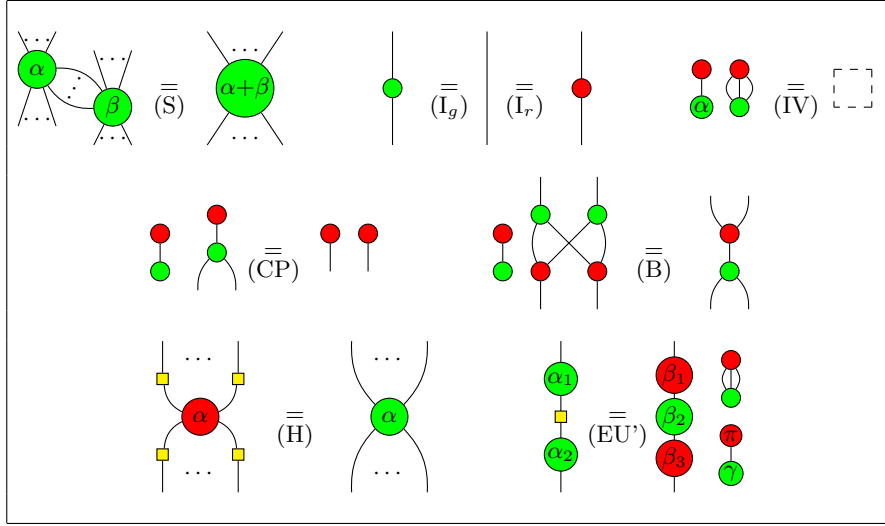 ... ... α ... β ... ... = (S) ... α+β ... = (I_g) = (I_r) α = (IV)
= (CP) = (B)
... α ... = (H) ... α ... α₁ α₂ = (EU') β₁ β₂ β₃ π γ